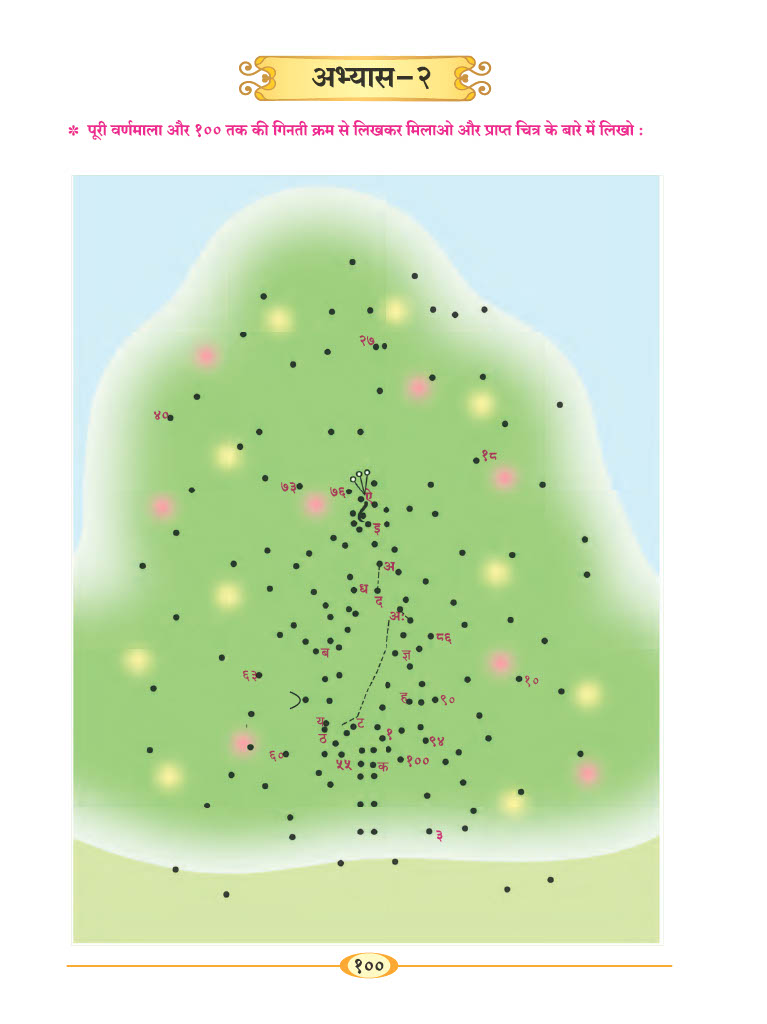 अभ्यास-२
* पूरी वर्णमाला और १०० तक की गिनती क्रम से लिखकर मिलाओ और प्राप्त चित्र के बारे में लिखो :
२७
४०
१८
७३
७६
ऐ
इ
अ
ध
द
अः
८६
ब
ज्ञ
६३
१०
ह
९०
य
ट
ठ
१
९४
६०
५५
क
१००
३
१००